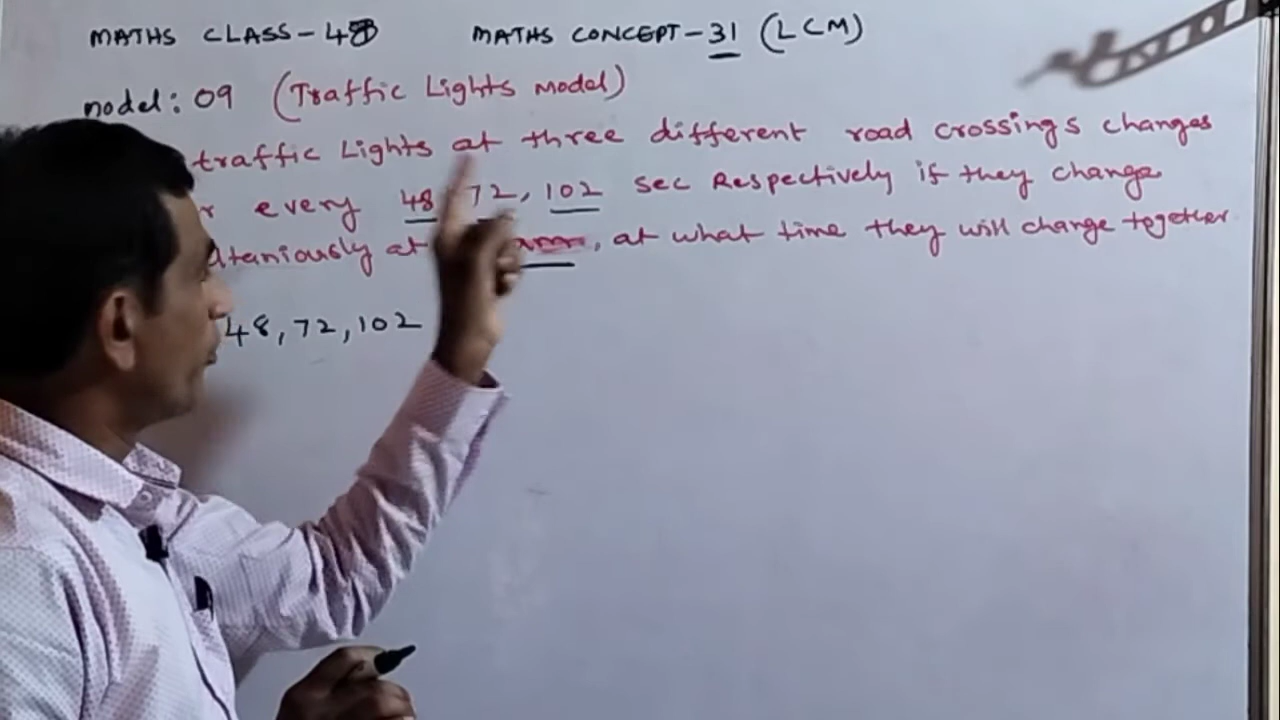 MATHS CLASS-48 MATHS CONCEPT-31 (LCM)
model: 09 (Traffic Lights model)
traffic Lights at three different road crossings changes
every 48 72, 102 sec Respectively if they change
at , at what time they will change together
48, 72, 102